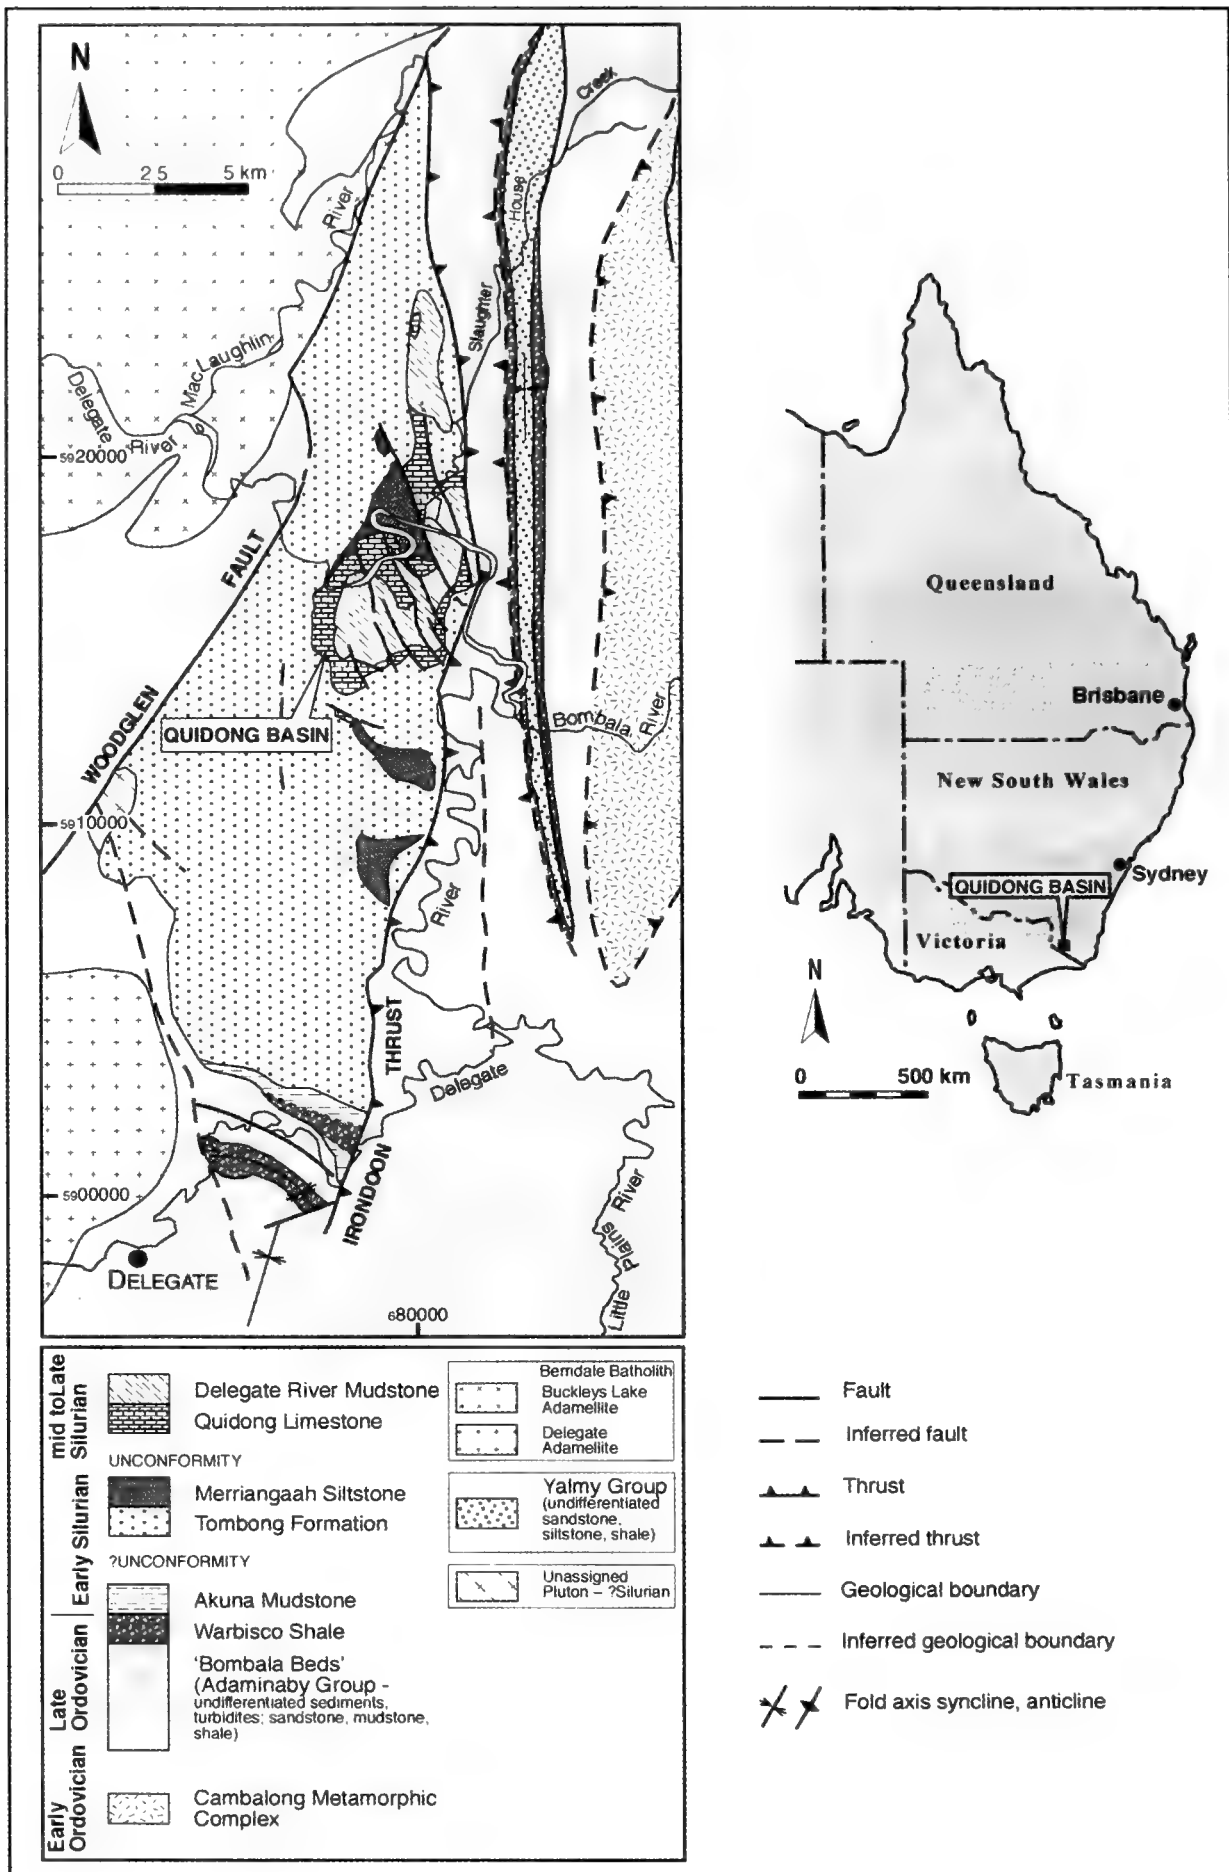 N
0 2 5 5 km
Creek
River
House
Slaughter
MacLaughlin
Delegate
River
5920000
FAULT
WOODGLEN
QUIDONG BASIN
Bombala
River
5910000
River
THRUST
Delegate
IRONDOON
5900000
DELEGATE
680000
Little Plains River
Queensland
Brisbane
New South Wales
Sydney
QUIDONG BASIN
Victoria
N
0 500 km
Tasmania
mid to Late
Silurian
Delegate River Mudstone
Quidong Limestone
UNCONFORMITY
Early Silurian
Merriangaah Siltstone
Tombong Formation
?UNCONFORMITY
Akuna Mudstone
Late
Ordovician
Warbisco Shale
'Bombala Beds'
(Adaminaby Group -
undifferentiated sediments,
turbidites; sandstone, mudstone,
shale)
Early
Ordovician
Cambalong Metamorphic
Complex
Berridale Batholith
Buckleys Lake
Adamellite
Delegate
Adamellite
Yalmy Group
(undifferentiated
sandstone,
siltstone, shale)
Unassigned
Pluton – ?Silurian
Fault
Inferred fault
Thrust
Inferred thrust
Geological boundary
Inferred geological boundary
Fold axis syncline, anticline